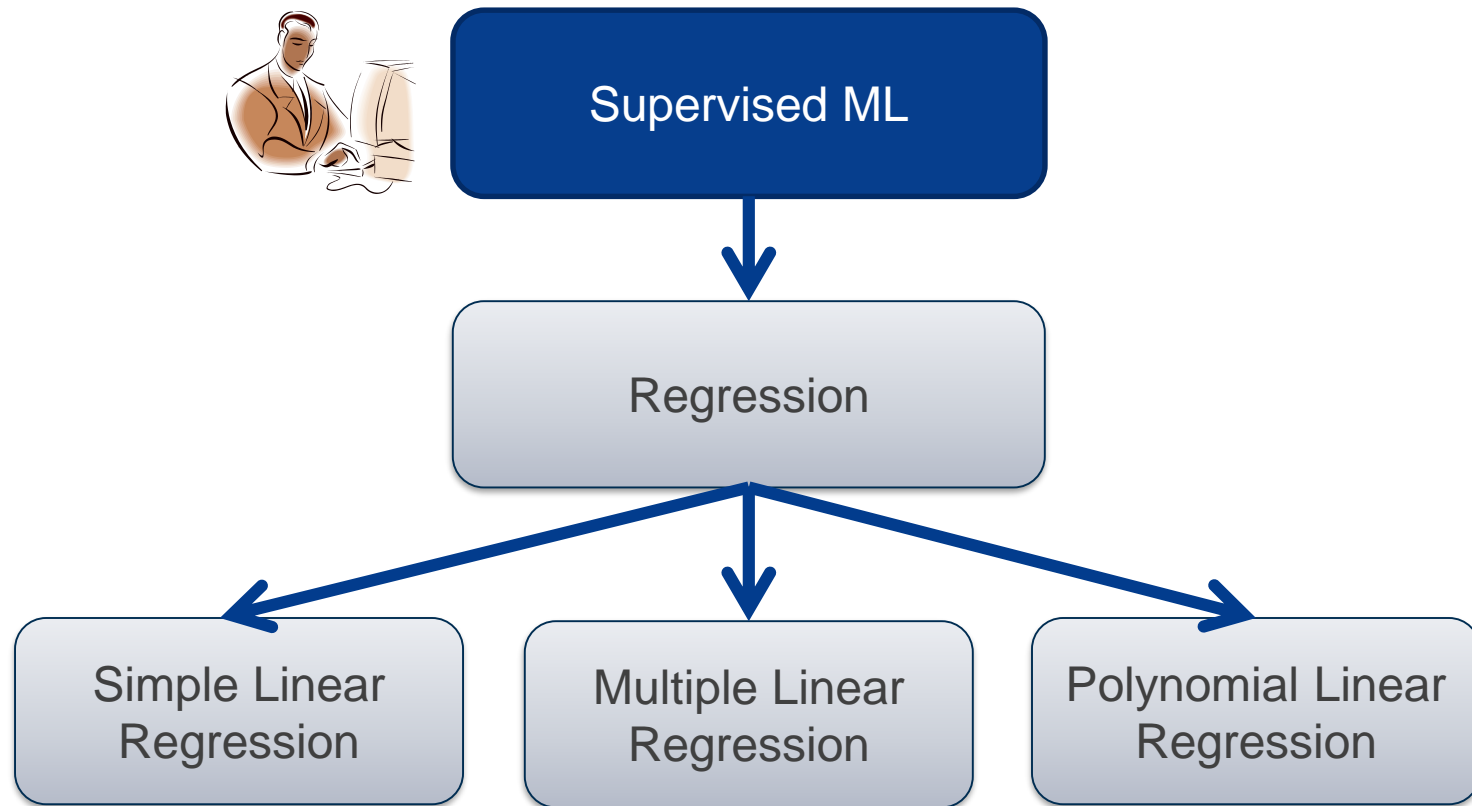 Supervised ML
Regression
Simple Linear
Regression
Multiple Linear
Regression
Polynomial Linear
Regression